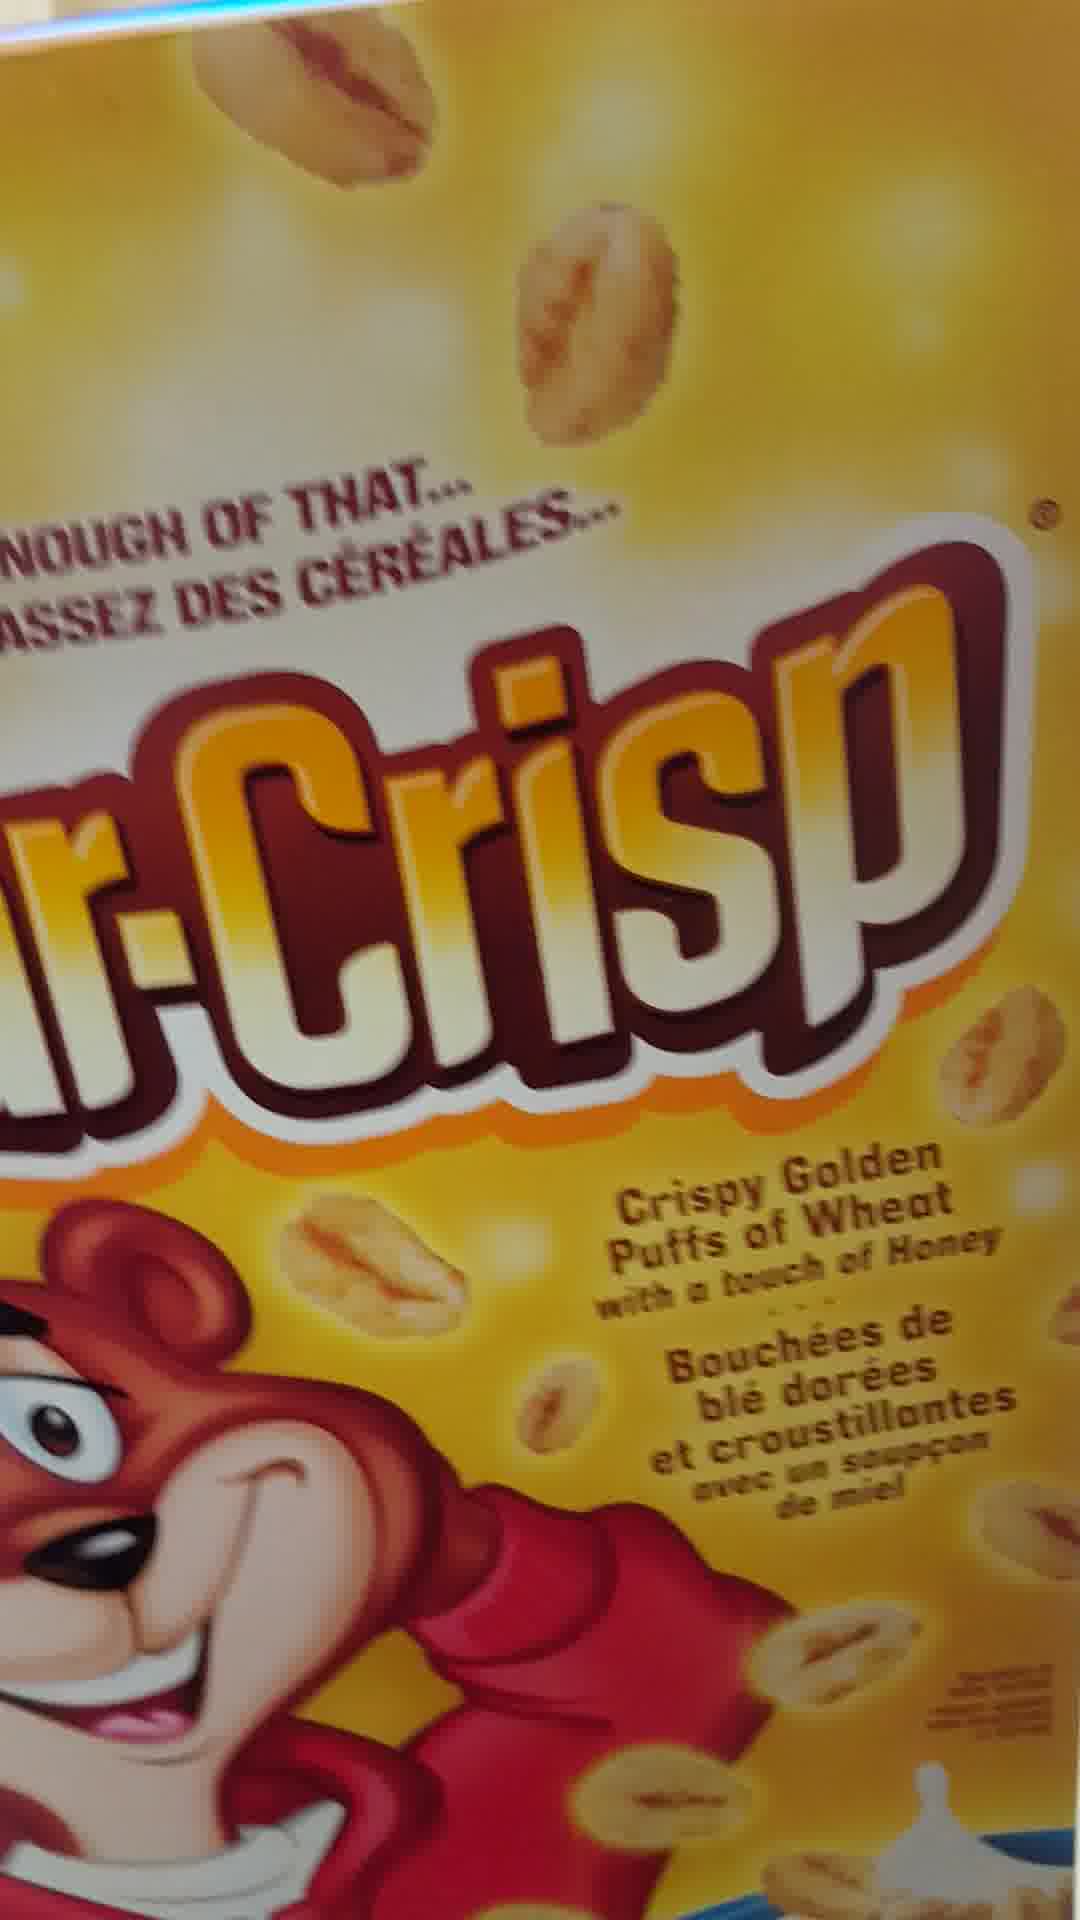 NOUGH OF THAT...
ASSEZ DES CÉRÉALES...
r-Crisp®
Crispy Golden
Puffs of Wheat
with a touch of Honey
Bouchées de
blé dorées
et croustillantes
avec un soupçon
de miel